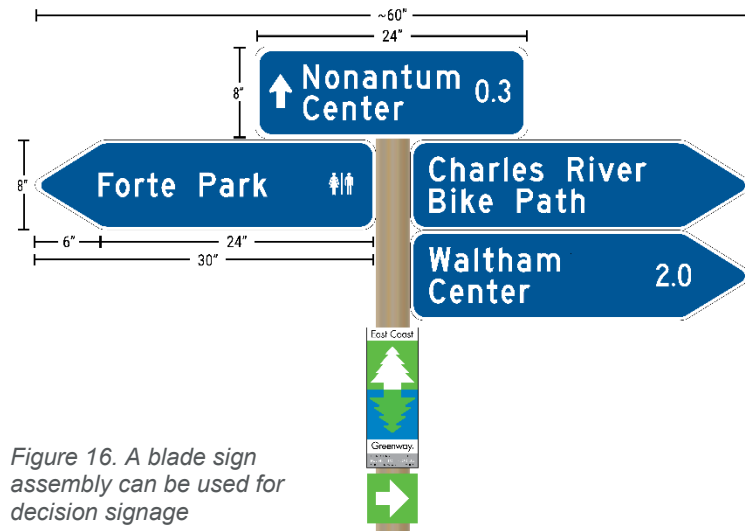 ~60"
24"
8"
Nonantum
Center
0.3
8"
Forte Park
Charles River
Bike Path
6"
24"
30"
Waltham
Center
2.0
East Coast
Greenway.
Figure 16. A blade sign
assembly can be used for
decision signage